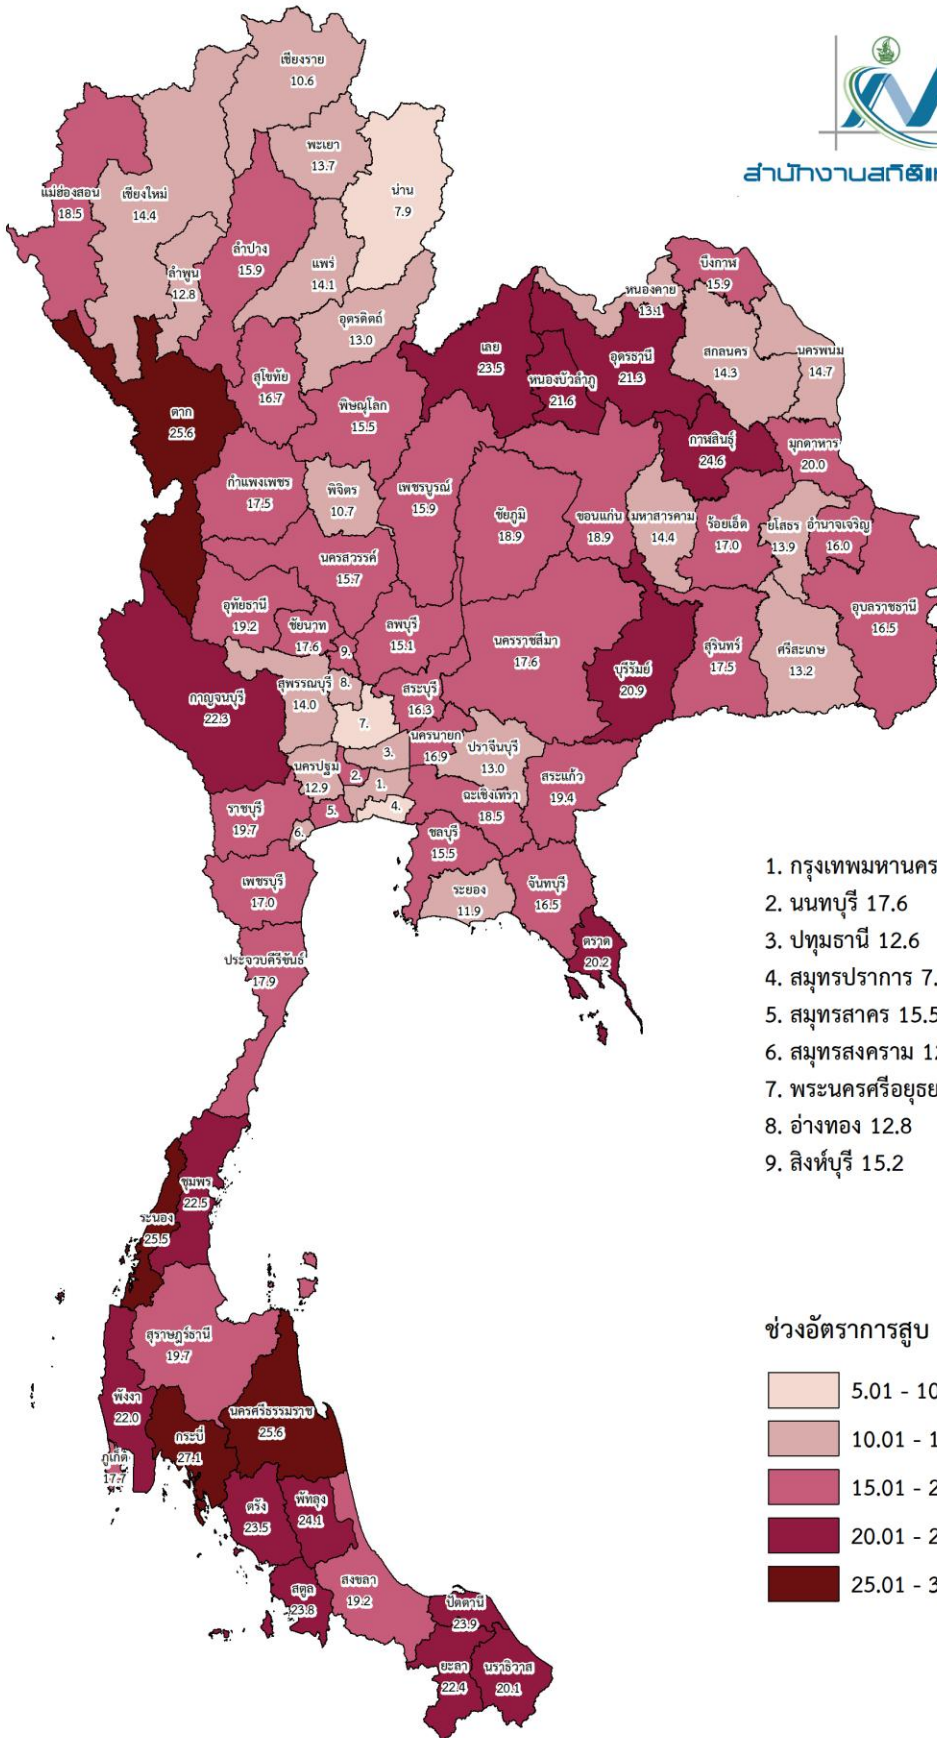 เชียงราย
10.6
พะเยา
13.7
น่าน
7.9
แม่ฮ่องสอน
18.5
เชียงใหม่
14.4
สำนักงานสถิติแ
ลำปาง
15.9
แพร่
14.1
ลำพูน
12.8
บึงกาฬ
15.9
หนองคาย
13.1
อุตรดิตถ์
13.0
เลย
23.5
อุดรธานี
21.3
สกลนคร
14.3
นครพนม
14.7
สุโขทัย
16.7
หนองบัวลำภู
21.6
พิษณุโลก
15.5
ตาก
25.6
กาฬสินธุ์
24.6
มุกดาหาร
20.0
กำแพงเพชร
17.5
พิจิตร
10.7
เพชรบูรณ์
15.9
ชัยภูมิ
18.9
ขอนแก่น
18.9
มหาสารคาม
14.4
ร้อยเอ็ด
17.0
ยโสธร
13.9
อำนาจเจริญ
16.0
นครสวรรค์
15.7
อุทัยธานี
19.2
ชัยนาท
17.6
9.
ลพบุรี
15.1
นครราชสีมา
17.6
สุรินทร์
17.5
ศรีสะเกษ
13.2
อุบลราชธานี
16.5
บุรีรัมย์
20.9
กาญจนบุรี
22.3
สุพรรณบุรี
14.0
8.
สระบุรี
16.3
7.
นครนายก
16.9
ปราจีนบุรี
13.0
3.
นครปฐม
12.9
2.
1.
สระแก้ว
19.4
ฉะเชิงเทรา
18.5
ราชบุรี
19.7
5.
4.
6.
ชลบุรี
15.5
เพชรบุรี
17.0
ระยอง
11.9
จันทบุรี
16.5
ตราด
20.2
ประจวบคีรีขันธ์
17.9
1. กรุงเทพมหานคร
2. นนทบุรี 17.6
3. ปทุมธานี 12.6
4. สมุทรปราการ 7.
5. สมุทรสาคร 15.5
6. สมุทรสงคราม 12
7. พระนครศรีอยุธย
8. อ่างทอง 12.8
9. สิงห์บุรี 15.2
ชุมพร
22.5
ระนอง
25.5
สุราษฎร์ธานี
19.7
พังงา
22.0
นครศรีธรรมราช
25.6
กระบี่
27.1
ภูเก็ต
17.7
ตรัง
23.5
พัทลุง
24.1
สตูล
23.8
สงขลา
19.2
ปัตตานี
23.9
ยะลา
22.4
นราธิวาส
20.1
ช่วงอัตราการสูบ
5.01 - 10
10.01 - 1
15.01 - 2
20.01 - 2
25.01 - 3